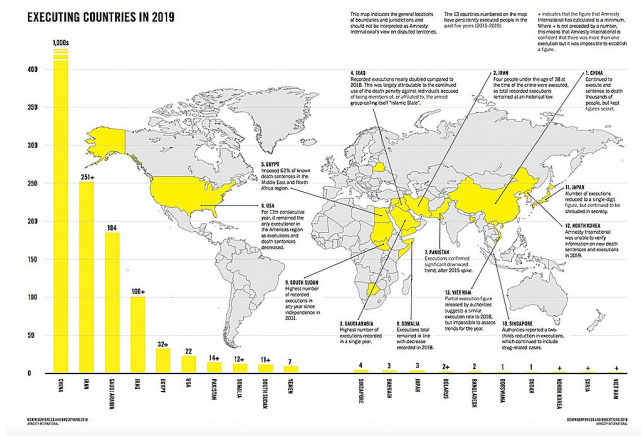 EXECUTING COUNTRIES IN 2019
This map indicates the general locations
of boundaries and jurisdictions and
should not be interpreted as Amnesty
International's view on disputed territories.
The 13 countries numbered on the map
have persistently executed people in the
past five years (2015-2019).
+ indicates that the figure that Amnesty
International has calculated is a minimum.
Where + is not preceded by a number, this
means that Amnesty International is
confident that there was more than one
execution but it was impossible to establish
a figure.
1,000s
400
350
300
250
200
150
100
50
0
4. IRAQ
Recorded executions nearly doubled compared to
2018. This was largely attributable to the continued
use of the death penalty against individuals accused
of being members of, or affiliated to, the armed
group calling itself "Islamic State".
2. IRAN
Four people under the age of 18 at
the time of the crime were executed,
as total recorded executions
remained at an historical low.
1. CHINA
Continued to
execute and
sentence to death
thousands of
people, but kept
figures secret.
5. EGYPT
Imposed 62% of known
death sentences in the
Middle East and North
Africa region.
6. USA
For 11th consecutive
year, it remained the
only executioner in
the Americas region
as executions and
death sentences
decreased.
11. JAPAN
Number of executions
reduced to a single-digit
figure, but continued to be
shrouded in secrecy.
12. NORTH KOREA
Amnesty International
was unable to verify
information on new death
sentences and executions
in 2019.
7. PAKISTAN
Executions confirmed
significant downward
trend, after 2015 spike.
9. SOUTH SUDAN
Highest number
of recorded
executions in
any year since
independence in
2011.
13. VIET NAM
Partial execution figure
released by authorities
suggests a similar
execution rate to 2018,
but impossible to assess
trends for the year.
3. SAUDI ARABIA
Highest number of
executions recorded
in a single year.
8. SOMALIA
Executions total
remained in line
with decrease
recorded in 2018.
10. SINGAPORE
Authorities reported a two-
thirds reduction in executions,
which continued to include
drug-related cases.
251+
184
100+
32+
22
14+
12+
11+
7
4
3
3
2+
2
1
1
+
+
+
CHINA
IRAN
SAUDI ARABIA
IRAQ
EGYPT
USA
PAKISTAN
SOMALIA
SOUTH SUDAN
YEMEN
SINGAPORE
BAHRAIN
JAPAN
BELARUS
BANGLADESH
BOTSWANA
SUDAN
NORTH KOREA
SYRIA
VIET NAM
DEATH SENTENCES AND EXECUTIONS 2019
AMNESTY INTERNATIONAL
DEATH SENTENCES AND EXECUTIONS 2019
AMNESTY INTERNATIONAL